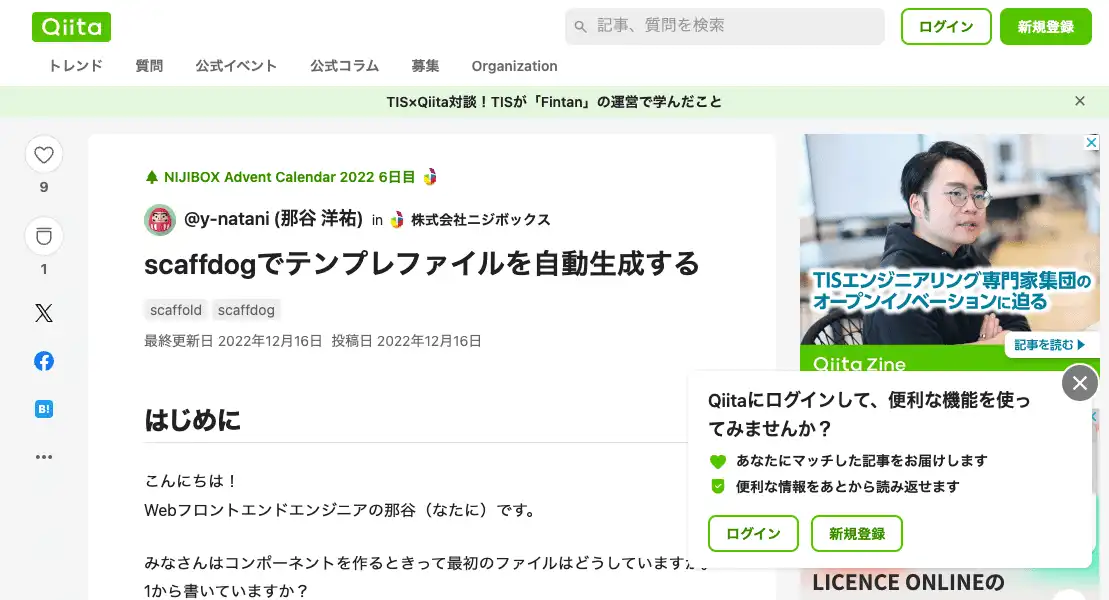 Qiita
記事、質問を検索
ログイン
新規登録
トレンド 質問 公式イベント 公式コラム 募集 Organization
TIS×Qiita対談！TISが「Fintan」の運営で学んだこと
9
1
B!
NIJIBOX Advent Calendar 2022 6日目
@y-natani (那谷 洋祐) in 株式会社ニジボックス
scaffdogでテンプレファイルを自動生成する
scaffold scaffdog
最終更新日 2022年12月16日 投稿日 2022年12月16日
はじめに
こんにちは！
Webフロントエンドエンジニアの那谷（なたに）です。
みなさんはコンポーネントを作るときって最初のファイルはどうしていますか。
1から書いていますか？
TISエンジニアリング専門家集団の
オープンイノベーションに迫る
記事を読む
Qiita Zine
Qiitaにログインして、便利な機能を使っ
てみませんか？
あなたにマッチした記事をお届けします
便利な情報をあとから読み返せます
ログイン
新規登録
LICENCE ONLINEの